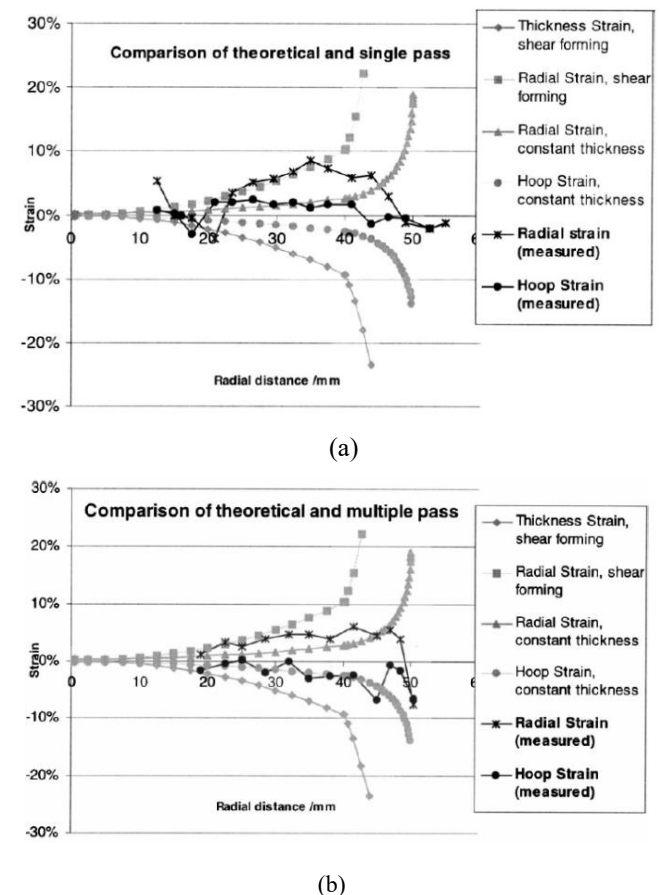 30%
20%
10%
0%
-10%
-20%
-30%
Strain
Comparison of theoretical and single pass
0
10
20
30
40
50
6
Radial distance /mm
Thickness Strain,
shear forming
Radial Strain, shear
forming
Radial Strain,
constant thickness
Hoop Strain,
constant thickness
Radial strain
(measured)
Hoop Strain
(measured)
(a)
30%
20%
10%
0%
-10%
-20%
-30%
Strain
Comparison of theoretical and multiple pass
0
10
20
30
40
50
6
Radial distance /mm
Thickness Strain,
shear forming
Radial Strain, shear
forming
Radial Strain,
constant thickness
Hoop Strain,
constant thickness
Radial Strain
(measured)
Hoop Strain
(measured)
(b)